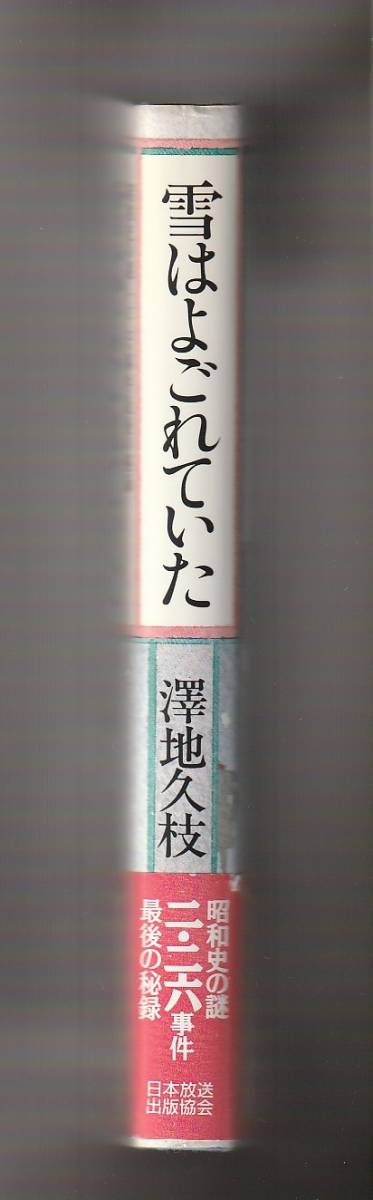 雪はよごれていた
澤地久枝
昭和史の謎
二・二六事件
最後の秘録
日本放送
出版協会